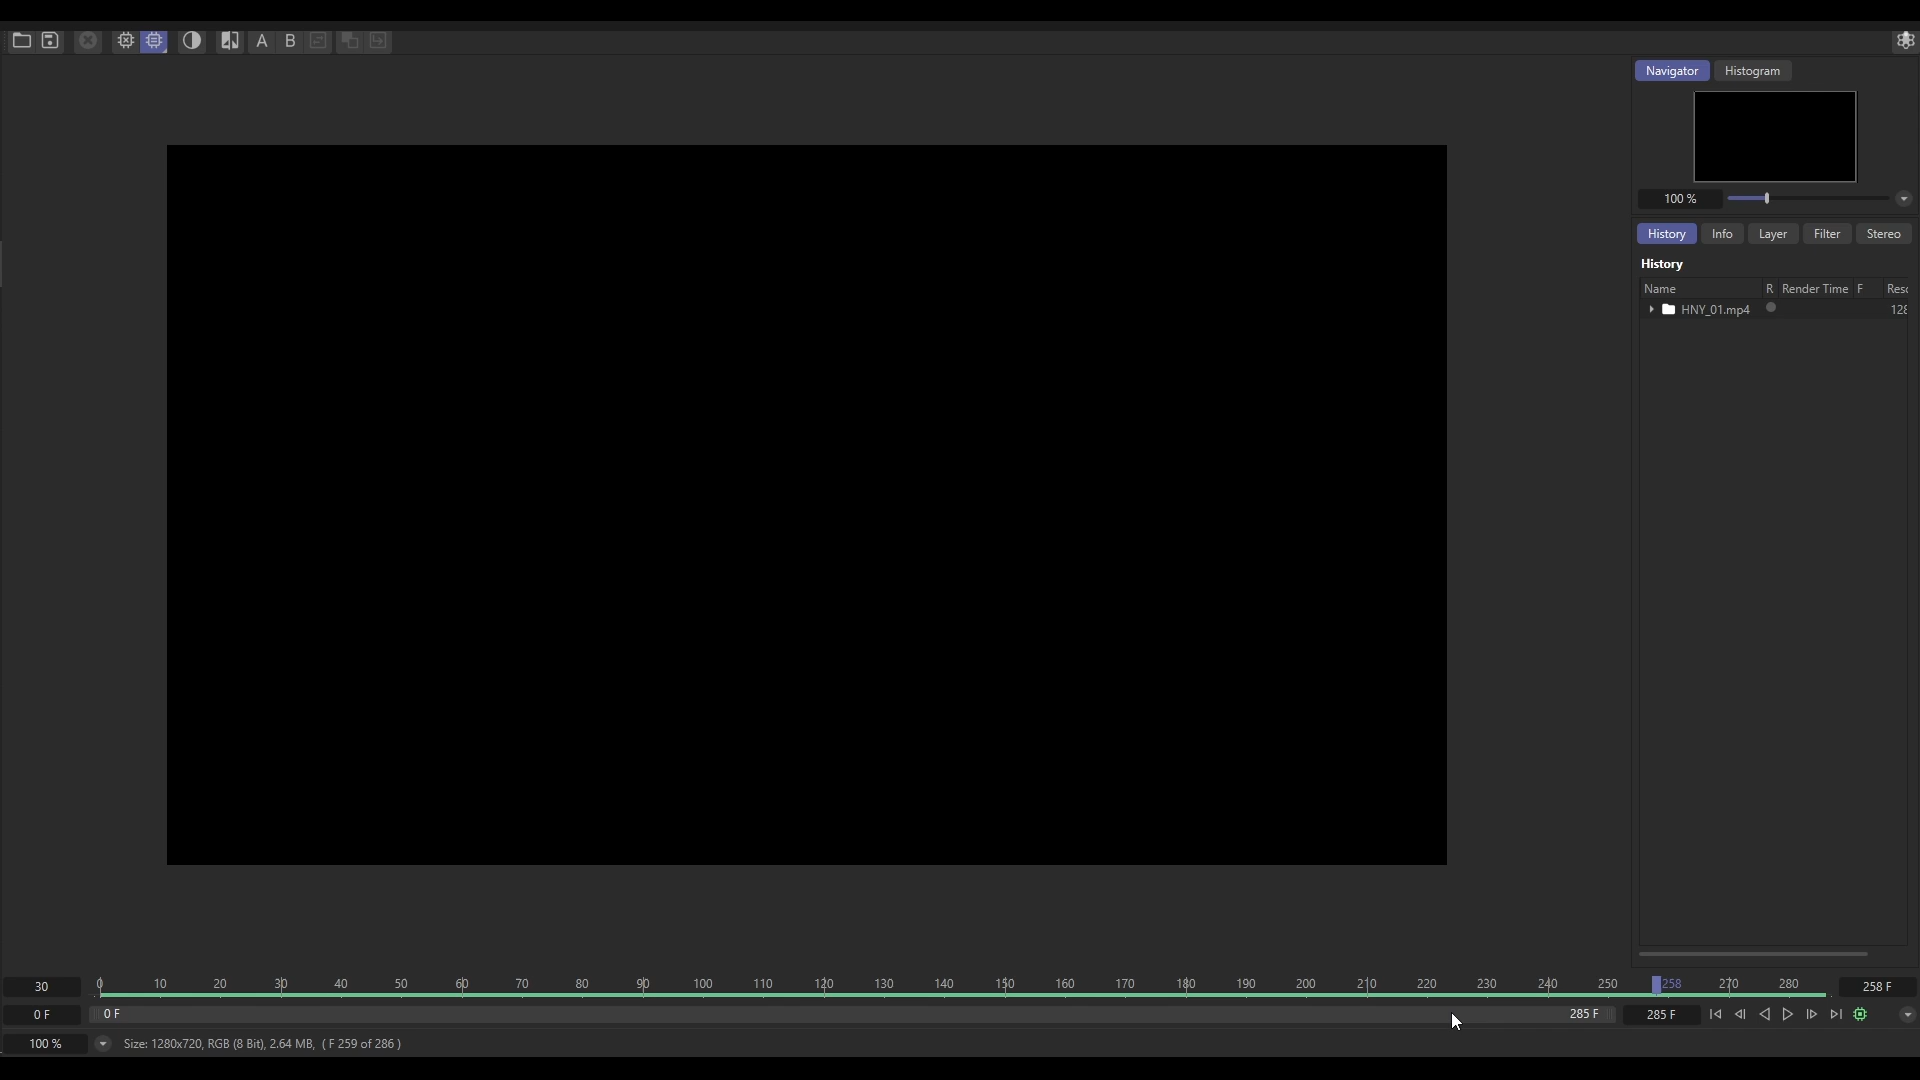 A B
Navigator Histogram
100 %
History Info Layer Filter Stereo
History
Name R Render Time F Resc
HNY_01.mp4 128
30 0 10 20 30 40 50 60 70 80 90 100 110 120 130 140 150 160 170 180 190 200 210 220 230 240 250 258 270 280 258 F
0 F 0 F 285 F 285 F
100 % Size: 1280x720, RGB (8 Bit), 2.64 MB, ( F 259 of 286 )